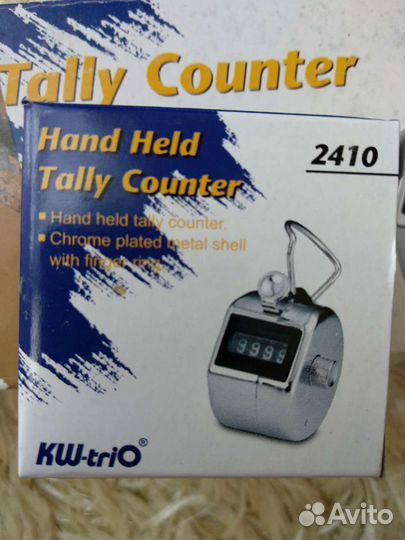 Tally Counter
Hand Held
Tally Counter
2410
Hand held tally counter.
Chrome plated metal shell
with finger ring.
9999
KW-triO®
Avito